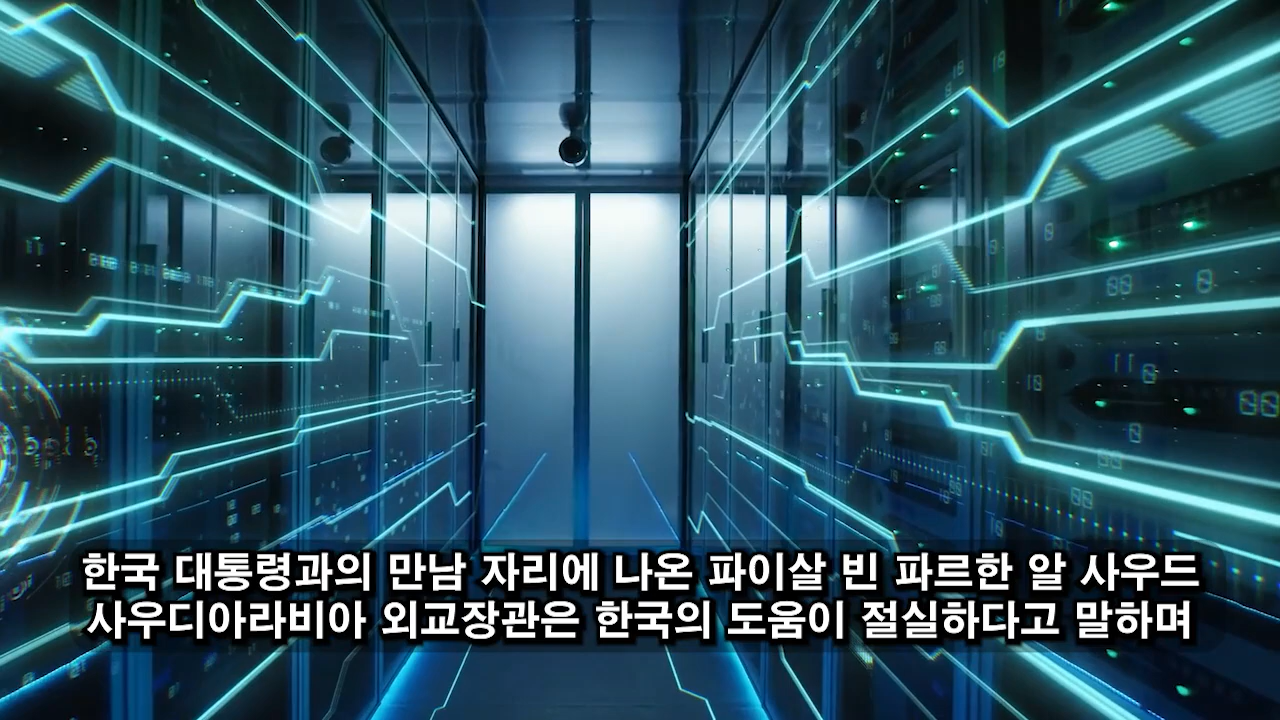 한국 대통령과의 만남 자리에 나온 파이살 빈 파르한 알 사우드
사우디아라비아 외교장관은 한국의 도움이 절실하다고 말하며